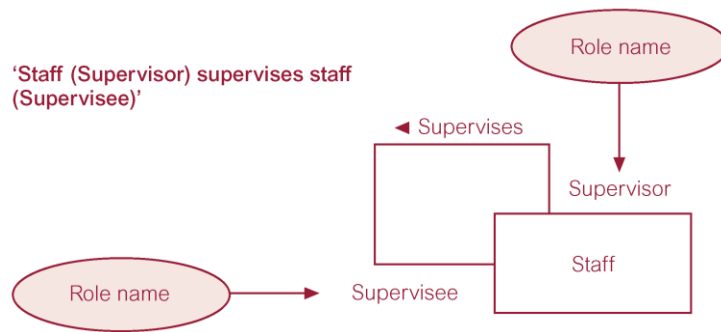 Role name
‘Staff (Supervisor) supervises staff
(Supervisee)’
◄ Supervises
Supervisor
Staff
Role name
Supervisee